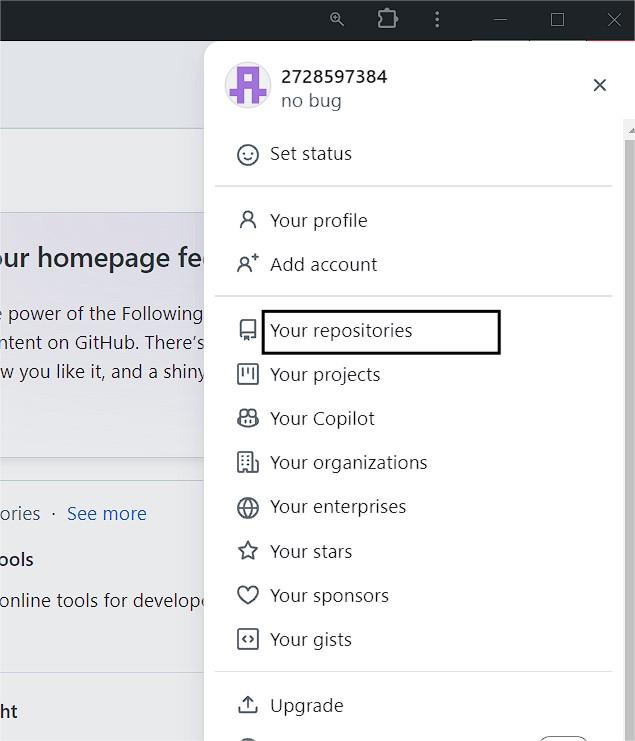 2728597384
no bug
Set status
Your profile
Add account
Your repositories
Your projects
Your Copilot
Your organizations
Your enterprises
Your stars
Your sponsors
Your gists
Upgrade
our homepage fe
power of the Following
ntent on GitHub. There's
w you like it, and a shiny
ories · See more
ools
online tools for develope
ht